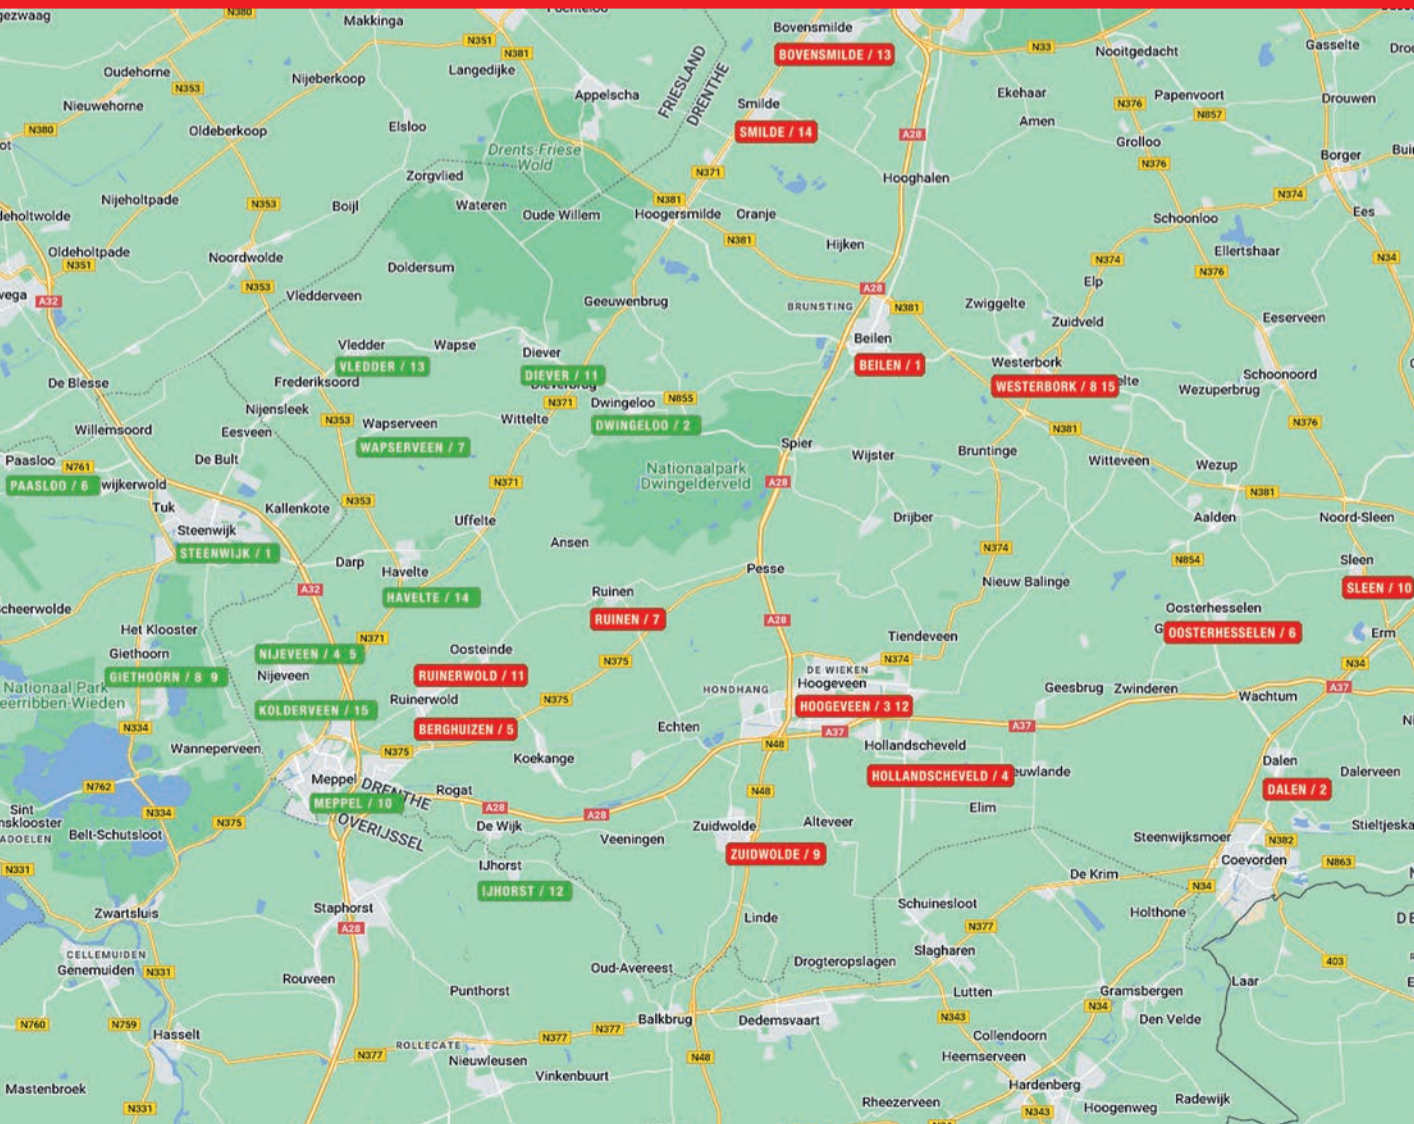 gezwaag
N380
Makkinga
Bovensmilde
BOVENSMILDE / 13
N351
N381
N33
Nooitgedacht
Gasselte
Oudehorne
Nijeberkoop
Langedijke
FRIESLAND
DRENTHE
N353
Appelscha
Ekehaar
N376
Papenvoort
Drouwen
Nieuwehorne
Smilde
N857
N380
Oldeberkoop
Elsloo
SMILDE / 14
A28
Amen
Grolloo
Drents-Friese
Wold
N376
Borger
Zorgvlied
N371
Hooghalen
Nijeholtpade
N353
Boijl
Wateren
Oude Willem
N381
Hoogersmilde
Oranje
N374
Schoonloo
Ees
deholtwolde
Oldeholtpade
N351
Noordwolde
N381
Hijken
Ellertshaar
N374
N376
N34
Doldersum
vega
A32
N353
Vledderveen
Geeuwenbrug
A28
BRUNSTING
N381
Zwiggelte
Elp
Zuidveld
Eeserveen
Vledder
VLEDDER / 13
Wapse
Diever
DIEVER / 11
Beilen
BEILEN / 1
Westerbork
WESTERBORK / 8 15
elte
Schoonoord
Wezuperbrug
De Blesse
Frederiksoord
Nijensleek
N353
Wapserveen
WAPSERVEEN / 7
Wittelte
N371
Dwingeloo
N855
DWINGELOO / 2
N376
Willemsoord
Eesveen
N381
Spier
Wijster
Bruntinge
Witteveen
Wezup
Paasloo
N761
De Bult
PAASLOO / 6
wijkerwold
Nationaalpark
Dwingelderveld
A28
N371
N381
Tuk
N353
Kallenkote
Steenwijk
STEENWIJK / 1
Uffelte
Drijber
Aalden
Noord-Sleen
Ansen
N374
N854
Sleen
SLEEN / 10
Darp
Havelte
HAVELTE / 14
Pesse
A32
Ruinen
RUINEN / 7
Nieuw Balinge
cheerwolde
A28
Oosterhesselen
OOSTERHESSELEN / 6
Erm
Het Klooster
N371
Tiendeveen
Giethoorn
GIETHOORN / 8 9
NIJEVEEN / 4 5
Nijeveen
Oosteinde
RUINERWOLD / 11
N375
N374
N34
DE WIEKEN
Hoogeveen
HONDHANG
HOOGEVEEN / 3 12
Geesbrug
Zwinderen
A37
Wachtum
Nationaal Park
eerribben-Wieden
KOLDERVEEN / 15
Ruinerwold
N375
BERGHUIZEN / 5
Echten
A37
A37
N334
Wanneperveen
N375
N48
Hollandscheveld
HOLLANDSCHEVELD / 4
euwlande
Koekange
Dalen
DALEN / 2
Dalerveen
Meppel
MEPPEL / 10
DRENTHE
OVERIJSSEL
Rogat
N762
N48
Sint
nsklooster
ADOELEN
N334
N375
A28
A28
Elim
Belt-Schutsloot
De Wijk
Veeningen
Zuidwolde
ZUIDWOLDE / 9
Alteveer
Steenwijksmoer
Stieltjeska
N382
N331
IJhorst
IJHORST / 12
Coevorden
N863
De Krim
N34
Zwartsluis
Staphorst
A28
Linde
Schuinesloot
Holthone
N377
CELLEMUIDEN
Genemuiden
N331
Slagharen
Rouveen
Oud-Avereest
Drogteropslagen
403
Punthorst
Lutten
Gramsbergen
Laar
N760
N759
Hasselt
Balkbrug
Dedemsvaart
N343
N34
Den Velde
N377
ROLLECATE
N377
N377
Collendoorn
Heemserveen
Nieuwleusen
N48
Mastenbroek
Vinkenbuurt
Hardenberg
N331
Rheezerveen
N343
Hoogenweg
Radewijk